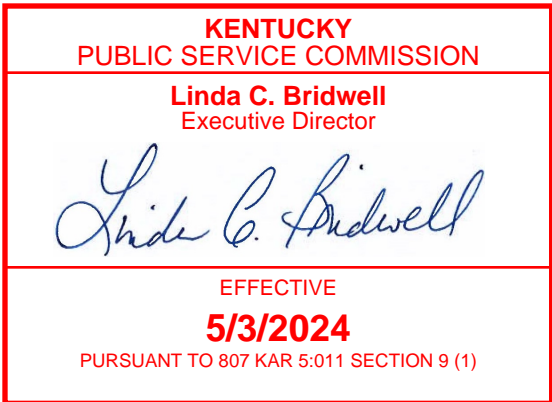 KENTUCKY
PUBLIC SERVICE COMMISSION
Linda C. Bridwell
Executive Director
Linda C. Bridwell
EFFECTIVE
5/3/2024
PURSUANT TO 807 KAR 5:011 SECTION 9 (1)